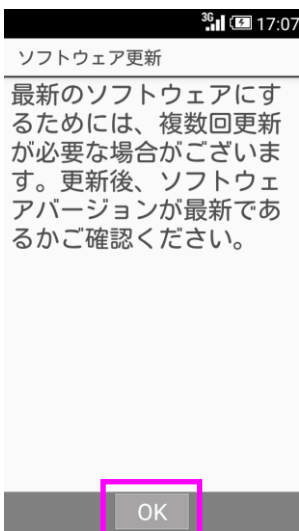 3G 17:07
ソフトウェア更新
最新のソフトウェアにす
るためには、複数回更新
が必要な場合がございま
す。更新後、ソフトウェ
アバージョンが最新であ
るかご確認ください。
OK